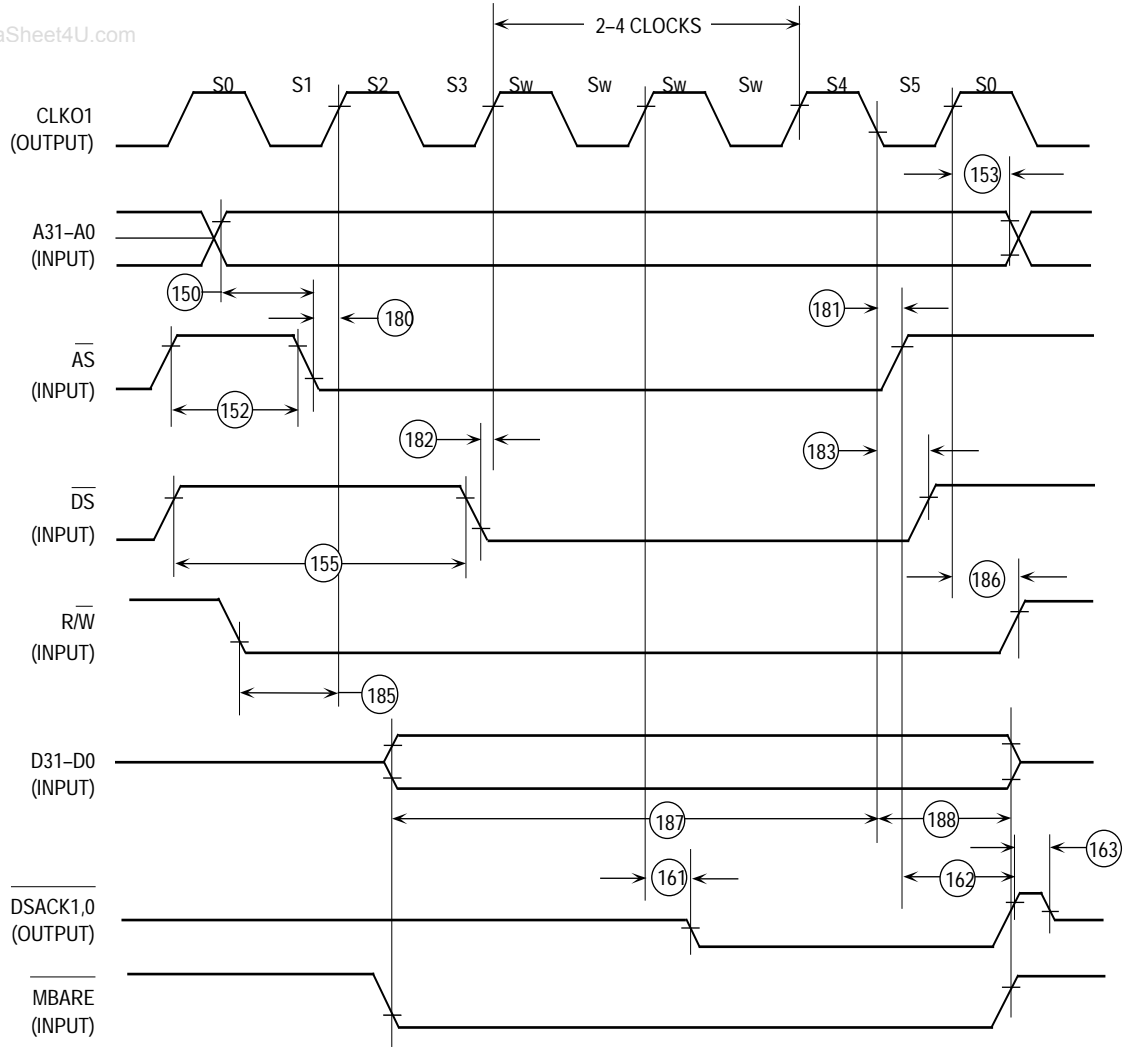 aSheet4U.com
2–4 CLOCKS
S0 S1 S2 S3 Sw Sw Sw Sw S4 S5 S0
CLKO1
(OUTPUT)
153
A31–A0
(INPUT)
150
180
181
AS
(INPUT)
152
182
183
DS
(INPUT)
155
186
R/W
(INPUT)
185
D31–D0
(INPUT)
187
188
163
161
162
DSACK1,0
(OUTPUT)
MBARE
(INPUT)